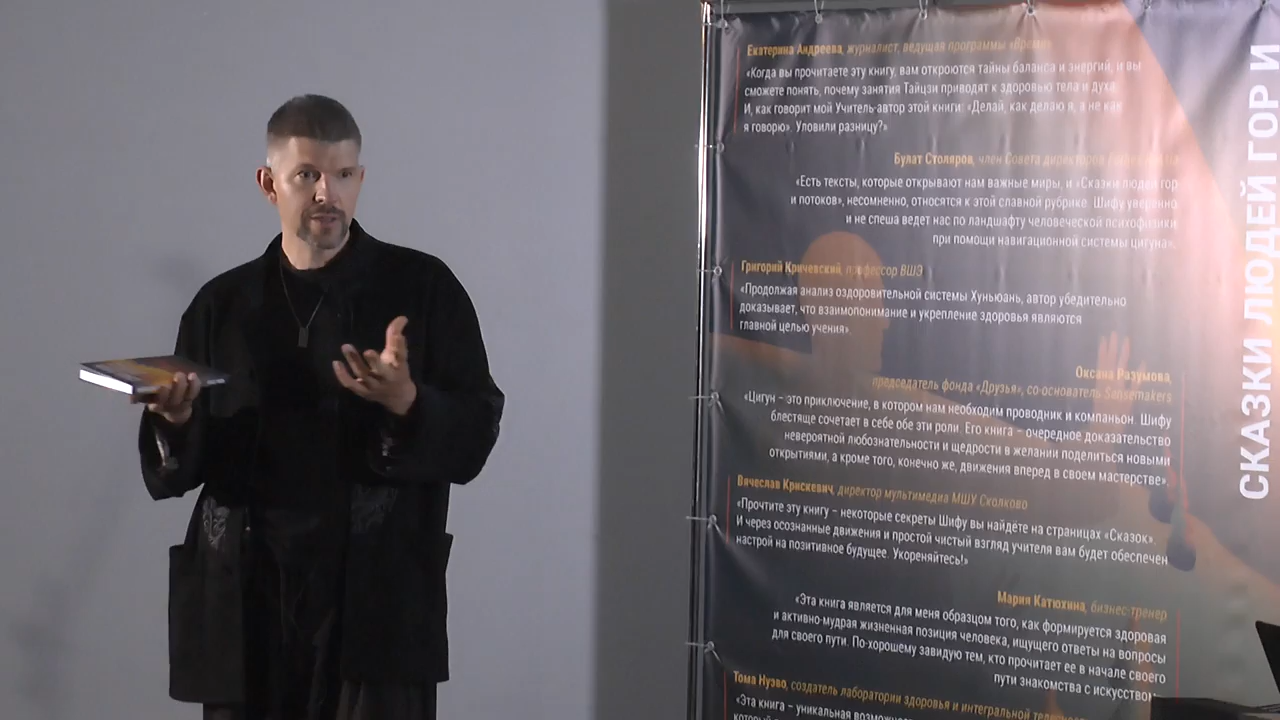 Екатерина Андреева, журналист, ведущая программы «Время»
«Когда вы прочитаете эту книгу, вам откроются тайны баланса и энергий, и вы
сможете понять, почему занятия Тайцзи приводят к здоровью тела и духа.
И, как говорит мой Учитель-автор этой книги: «Делай, как делаю я, а не как
я говорю». Уловили разницу?»
Булат Столяров, член Совета директоров
«Есть тексты, которые открывают нам важные миры, и «Сказки людей гор
и потоков», несомненно, относятся к этой славной рубрике. Шифу уверенно
и не спеша ведет нас по ландшафту человеческой психофизики
при помощи навигационной системы цигуна».
Григорий Кричевский, профессор ВШЭ
«Продолжая анализ оздоровительной системы Хуньюань, автор убедительно
доказывает, что взаимопонимание и укрепление здоровья являются
главной целью учения».
Оксана Разумова,
председатель фонда «Друзья», со-основатель Sensemakers
«Цигун – это приключение, в котором нам необходим проводник и компаньон. Шифу
блестяще сочетает в себе обе эти роли. Его книга – очередное доказательство
невероятной любознательности и щедрости в желании поделиться новыми
открытиями, а кроме того, конечно же, движения вперед в своем мастерстве».
Вячеслав Крискевич, директор мультимедиа МШУ Сколково
«Прочтите эту книгу – некоторые секреты Шифу вы найдёте на страницах «Сказок».
И через осознанные движения и простой чистый взгляд учителя вам будет обеспечен
настрой на позитивное будущее. Укореняйтесь!»
Мария Катюхина, бизнес-тренер
«Эта книга является для меня образцом того, как формируется здоровая
и активно-мудрая жизненная позиция человека, ищущего ответы на вопросы
для своего пути. По-хорошему завидую тем, кто прочитает ее в начале своего
пути знакомства с искусством
Тома Нуэво, создатель лаборатории здоровья и интегральной
«Эта книга – уникальная
СКАЗКИ ЛЮДЕЙ ГОР И